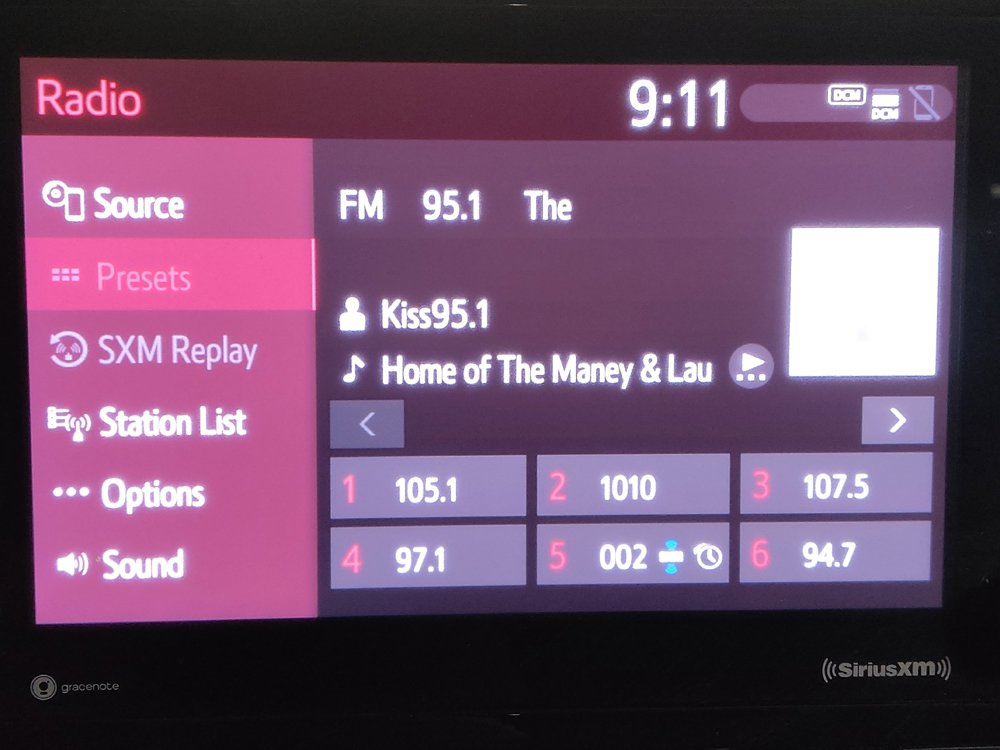 Radio
9:11
DCM
DCM
Source
Presets
SXM Replay
Station List
Options
Sound
FM 95.1 The
Kiss95.1
Home of The Maney & Lau
1 105.1
2 1010
3 107.5
4 97.1
5 002
6 94.7
gracenote
SiriusXM